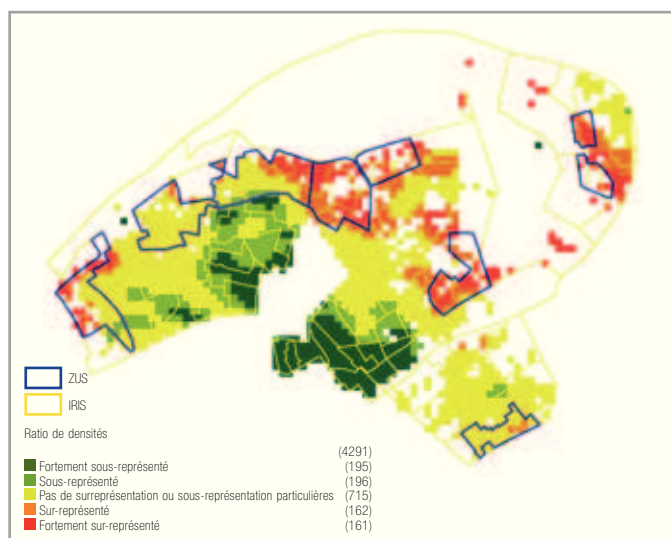 ZUS
IRIS
Ratio de densités
(4291)
Fortement sous-représenté (195)
Sous-représenté (196)
Pas de surreprésentation ou sous-représentation particulières (715)
Sur-représenté (162)
Fortement sur-représenté (161)